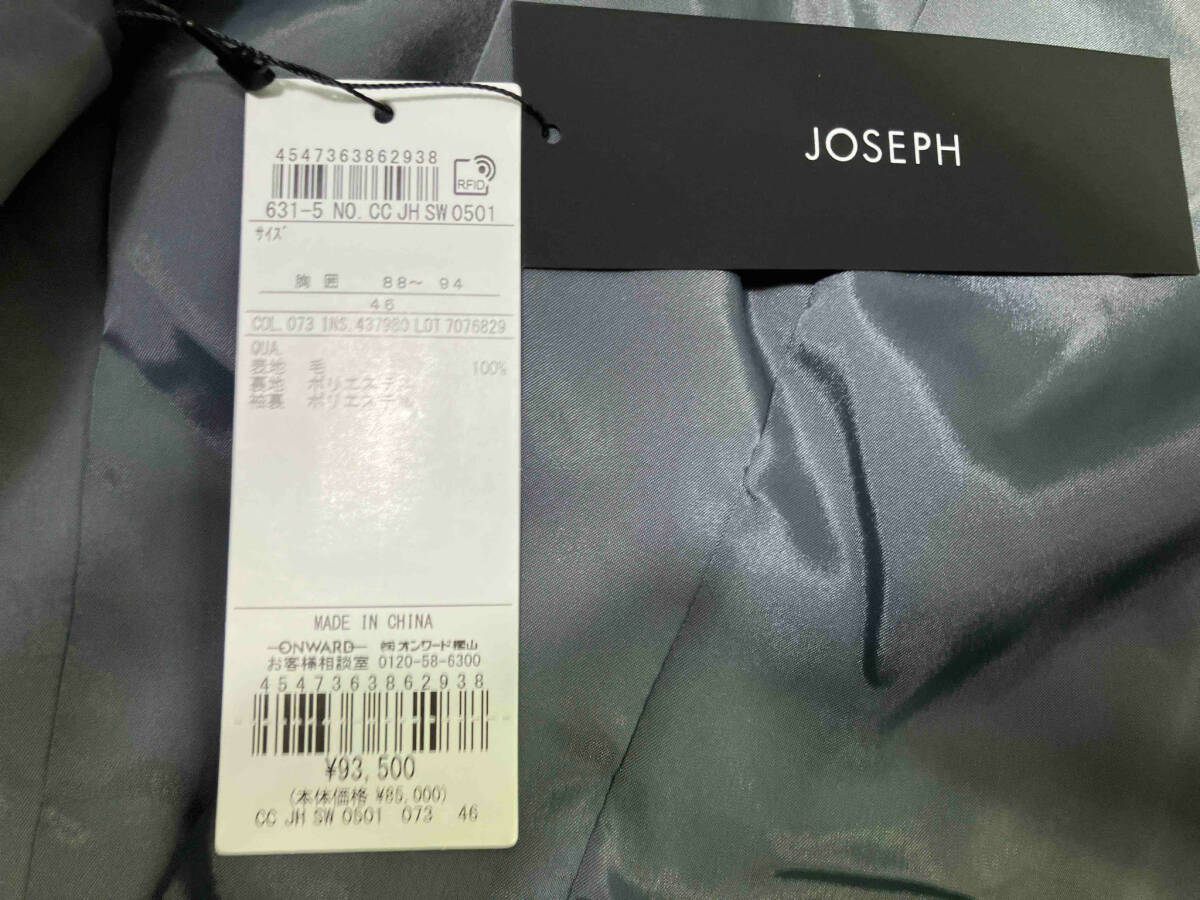 JOSEPH
4547363862938
RFID
631-5 NO. CC JH SW 0501
サイズ
胸囲 88～ 94
46
COL. 073 INS. 437980 LOT 7076829
QUA.
表地 毛 100%
裏地 ポリエステル
袖裏 ポリエステル
MADE IN CHINA
ONWARD ㈱オンワード樫山
お客様相談室 0120-58-6300
4547363862938
¥93,500
(本体価格 ¥85,000)
CC JH SW 0501 073 46